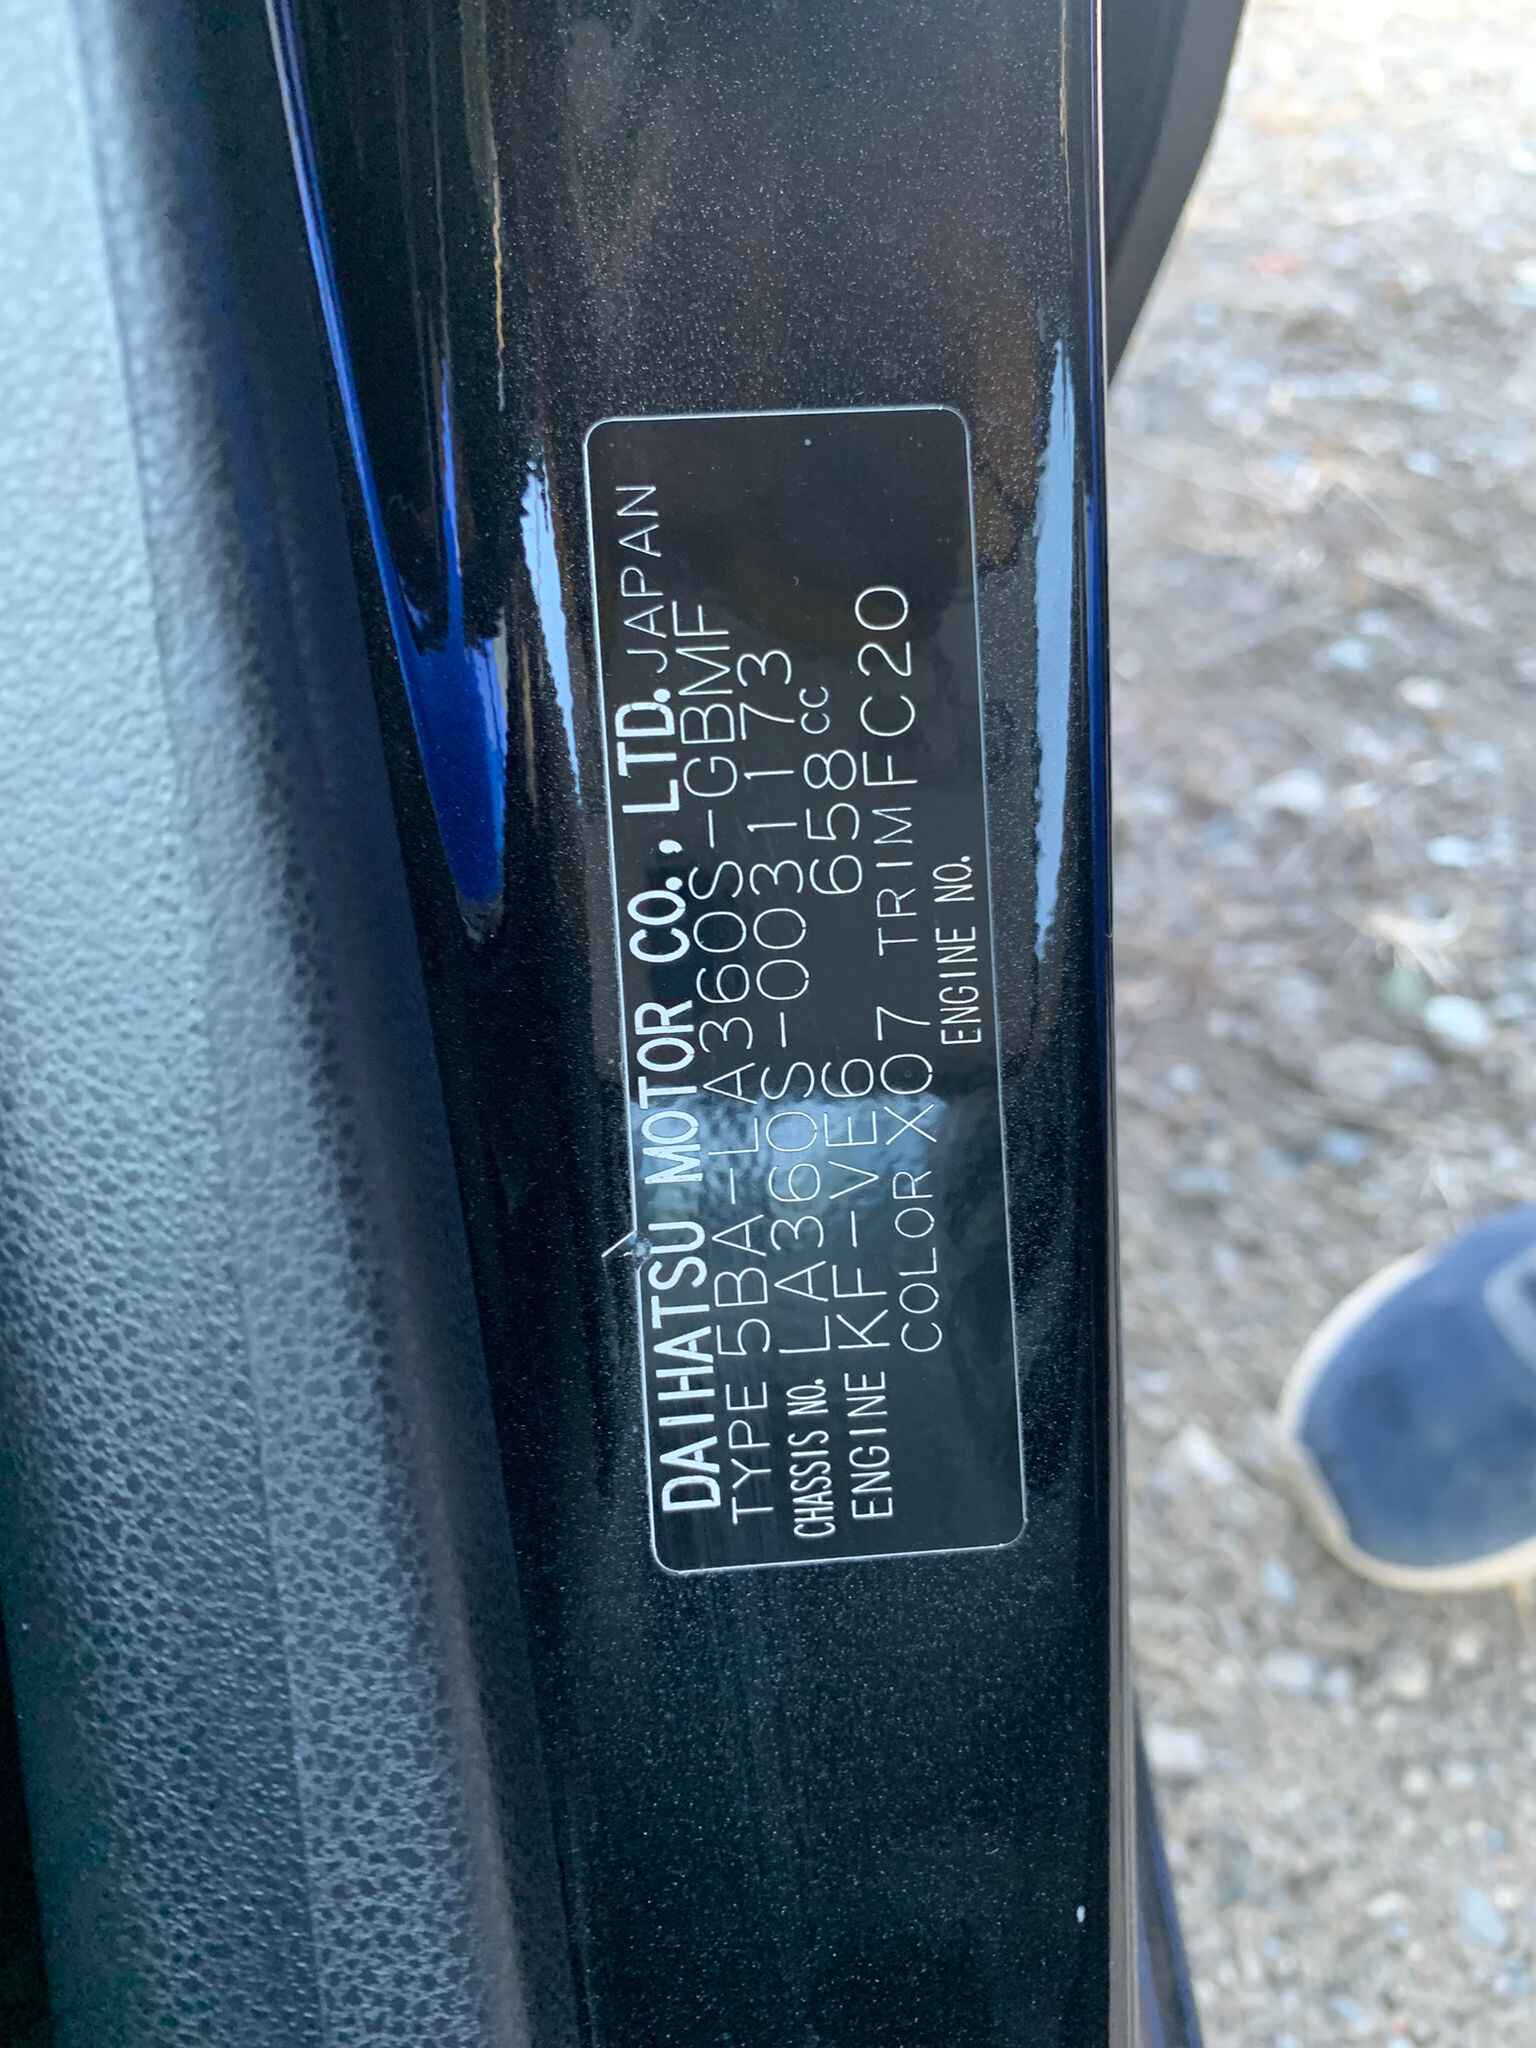 DAIHATSU MOTOR CO., LTD. JAPAN
TYPE 5BA-LA360S-GBMF
CHASSIS NO. LA360S-0031173
ENGINE KF-VE6 658cc
COLOR X07 TRIM FC20
ENGINE NO.